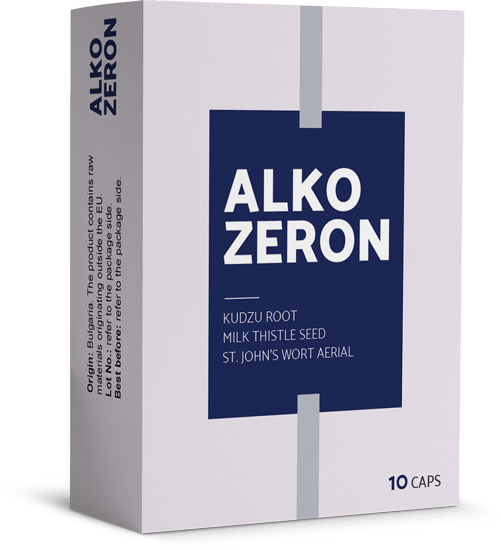 ALKO
ZERON
Origin: Bulgaria. The product contains raw
materials originating outside the EU.
Lot No.: refer to the package side.
Best before: refer to the package side.
ALKO
ZERON
KUDZU ROOT
MILK THISTLE SEED
ST. JOHN'S WORT AERIAL
10 CAPS